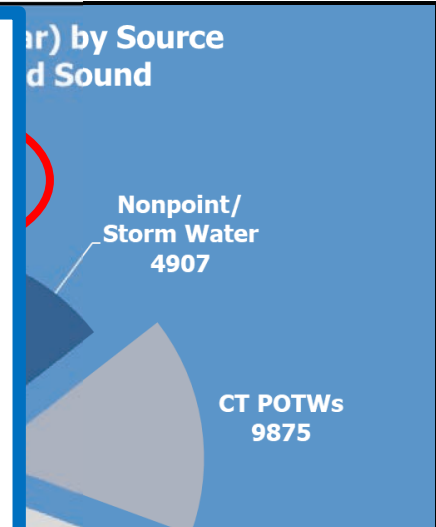 ar) by Source
d Sound
Nonpoint/
Storm Water
4907
CT POTWs
9875